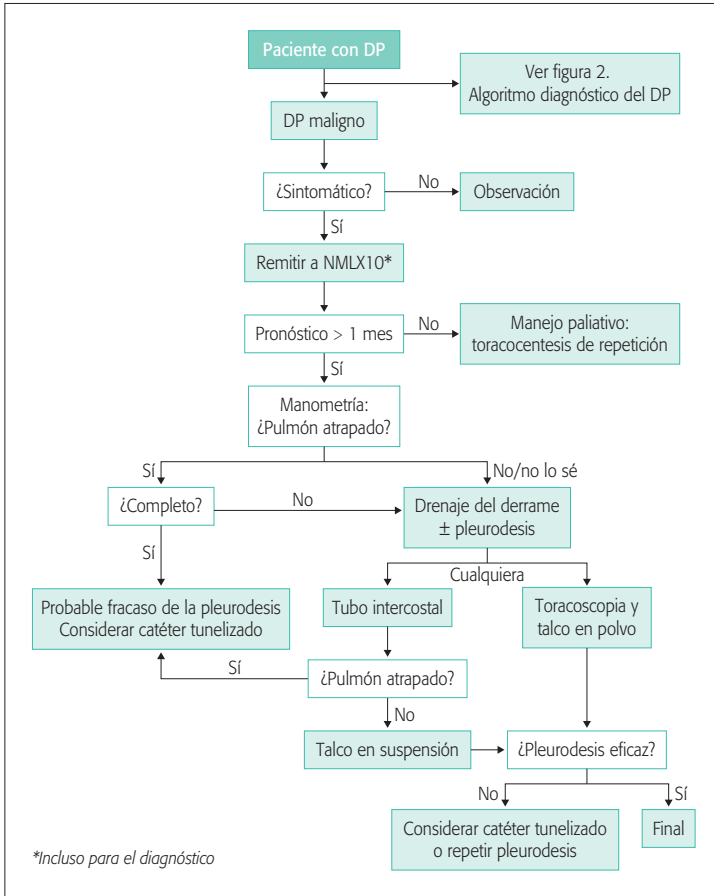 Paciente con DP
Ver figura 2.
Algoritmo diagnóstico del DP
DP maligno
¿Sintomático?
No
Observación
Sí
Remitir a NMLX10*
Pronóstico > 1 mes
No
Manejo paliativo:
toracocentesis de repetición
Sí
Manometría:
¿Pulmón atrapado?
Sí
No/no lo sé
¿Completo?
No
Drenaje del derrame
± pleurodesis
Sí
Cualquiera
Probable fracaso de la pleurodesis
Considerar catéter tunelizado
Tubo intercostal
Toracoscopia y
talco en polvo
Sí
¿Pulmón atrapado?
No
Talco en suspensión
¿Pleurodesis eficaz?
No
Sí
Considerar catéter tunelizado
o repetir pleurodesis
Final
*Incluso para el diagnóstico